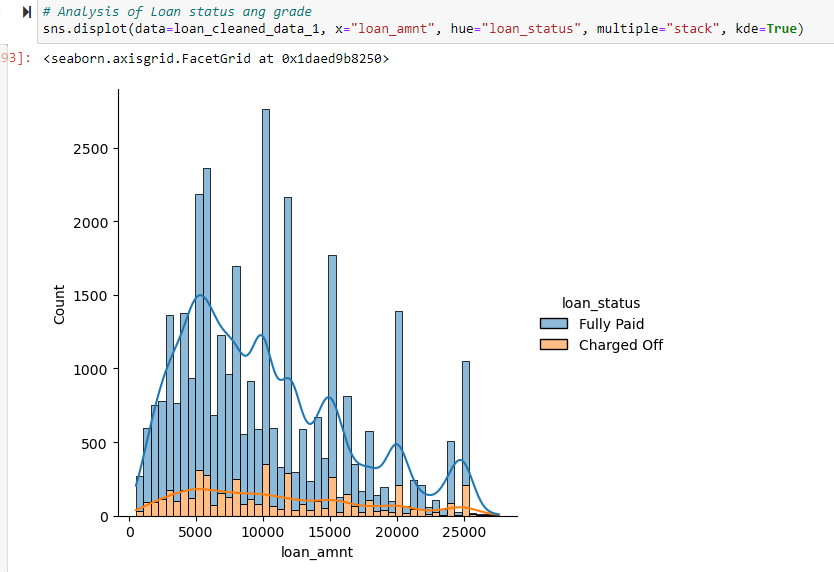 # Analysis of Loan status ang grade
sns.displot(data=loan_cleaned_data_1, x="loan_amnt", hue="loan_status", multiple="stack", kde=True)
93]: <seaborn.axisgrid.FacetGrid at 0x1daed9b8250>
2500
2000
1500
1000
500
0
Count
0 5000 10000 15000 20000 25000
loan_amnt
loan_status
Fully Paid
Charged Off